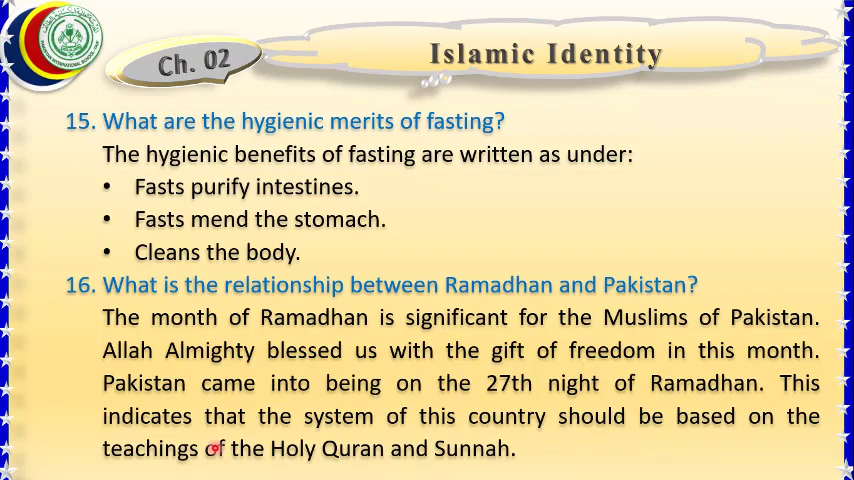 Ch. 02
Islamic Identity
15. What are the hygienic merits of fasting?
The hygienic benefits of fasting are written as under:
• Fasts purify intestines.
• Fasts mend the stomach.
• Cleans the body.
16. What is the relationship between Ramadhan and Pakistan?
The month of Ramadhan is significant for the Muslims of Pakistan.
Allah Almighty blessed us with the gift of freedom in this month.
Pakistan came into being on the 27th night of Ramadhan. This
indicates that the system of this country should be based on the
teachings of the Holy Quran and Sunnah.